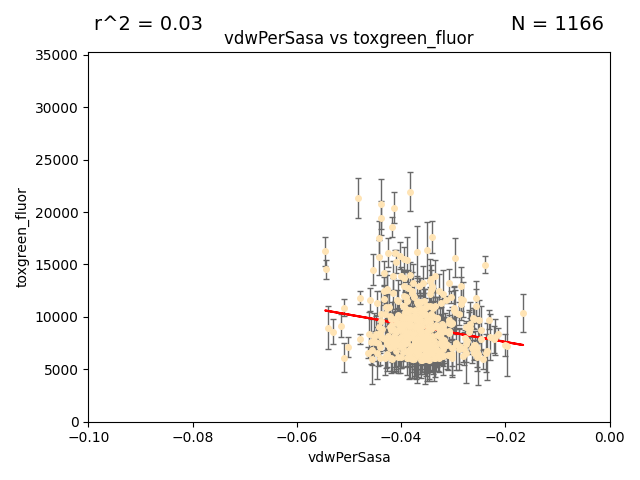 r^2 = 0.03
N = 1166
vdwPerSasa vs toxgreen_fluor
35000
30000
25000
20000
15000
10000
5000
0
toxgreen_fluor
−0.10
−0.08
−0.06
−0.04
−0.02
0.00
vdwPerSasa